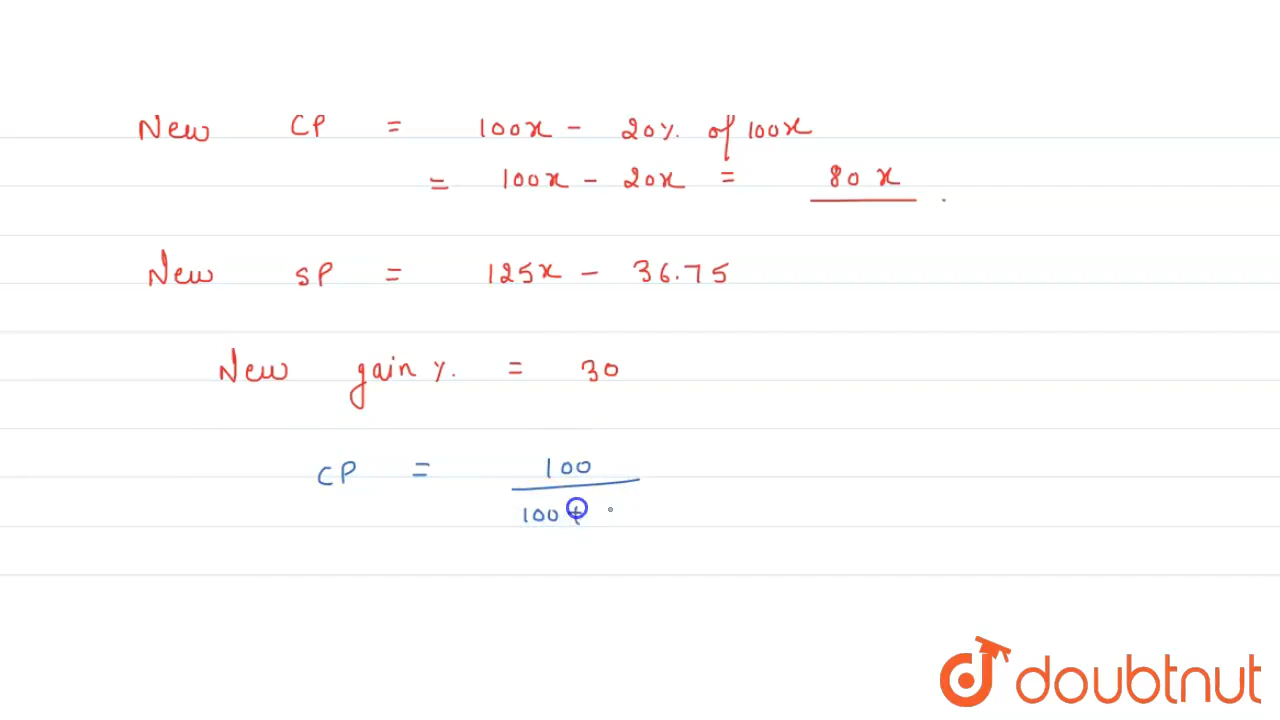 New CP = 100x - 20% of 100x
= 100x - 20x = 80x.
New SP = 125x - 36.75
New gain % = 30
CP = 100
100 +
doubtnut